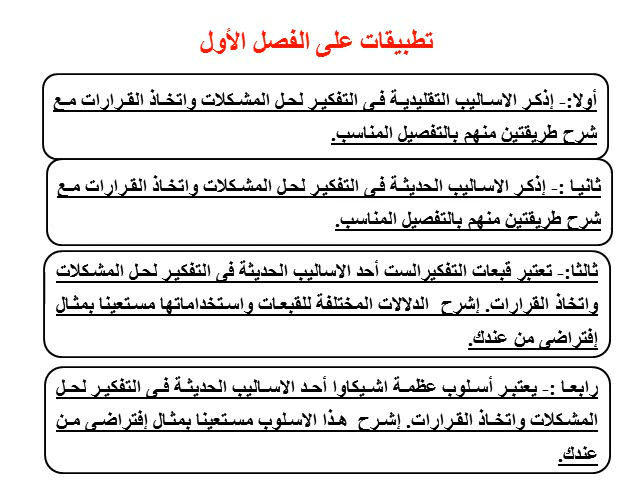 تطبيقات على الفصل الأول
أولا:- إذكر الاساليب التقليدية فى التفكير لحل المشكلات واتخاذ القرارات مع
شرح طريقتين منهم بالتفصيل المناسب.
ثانيا :- إذكر الاساليب الحديثة فى التفكير لحل المشكلات واتخاذ القرارات مع
شرح طريقتين منهم بالتفصيل المناسب.
ثالثا:- تعتبر قبعات التفكيرالست أحد الاساليب الحديثة فى التفكير لحل المشكلات
واتخاذ القرارات. إشرح الدلالات المختلفة للقبعات واستخداماتها مستعينا بمثال
إفتراضى من عندك.
رابعا :- يعتبر أسلوب عظمة اشيكاوا أحد الاساليب الحديثة فى التفكير لحل
المشكلات واتخاذ القرارات. إشرح هذا الاسلوب مستعينا بمثال إفتراضى من
عندك.